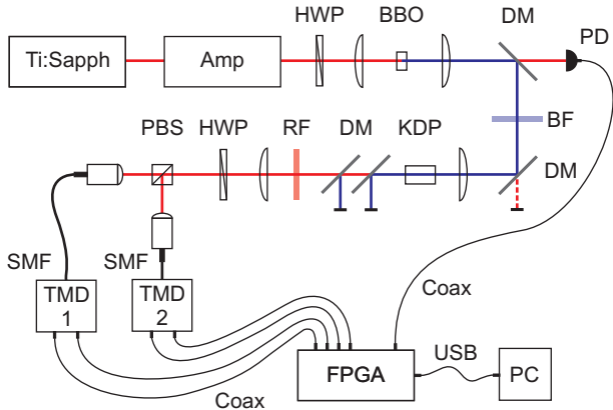 HWP BBO DM PD
Ti:Sapph Amp
BF
PBS HWP RF DM KDP
DM
SMF SMF
TMD 1
TMD 2
Coax
USB
FPGA PC
Coax